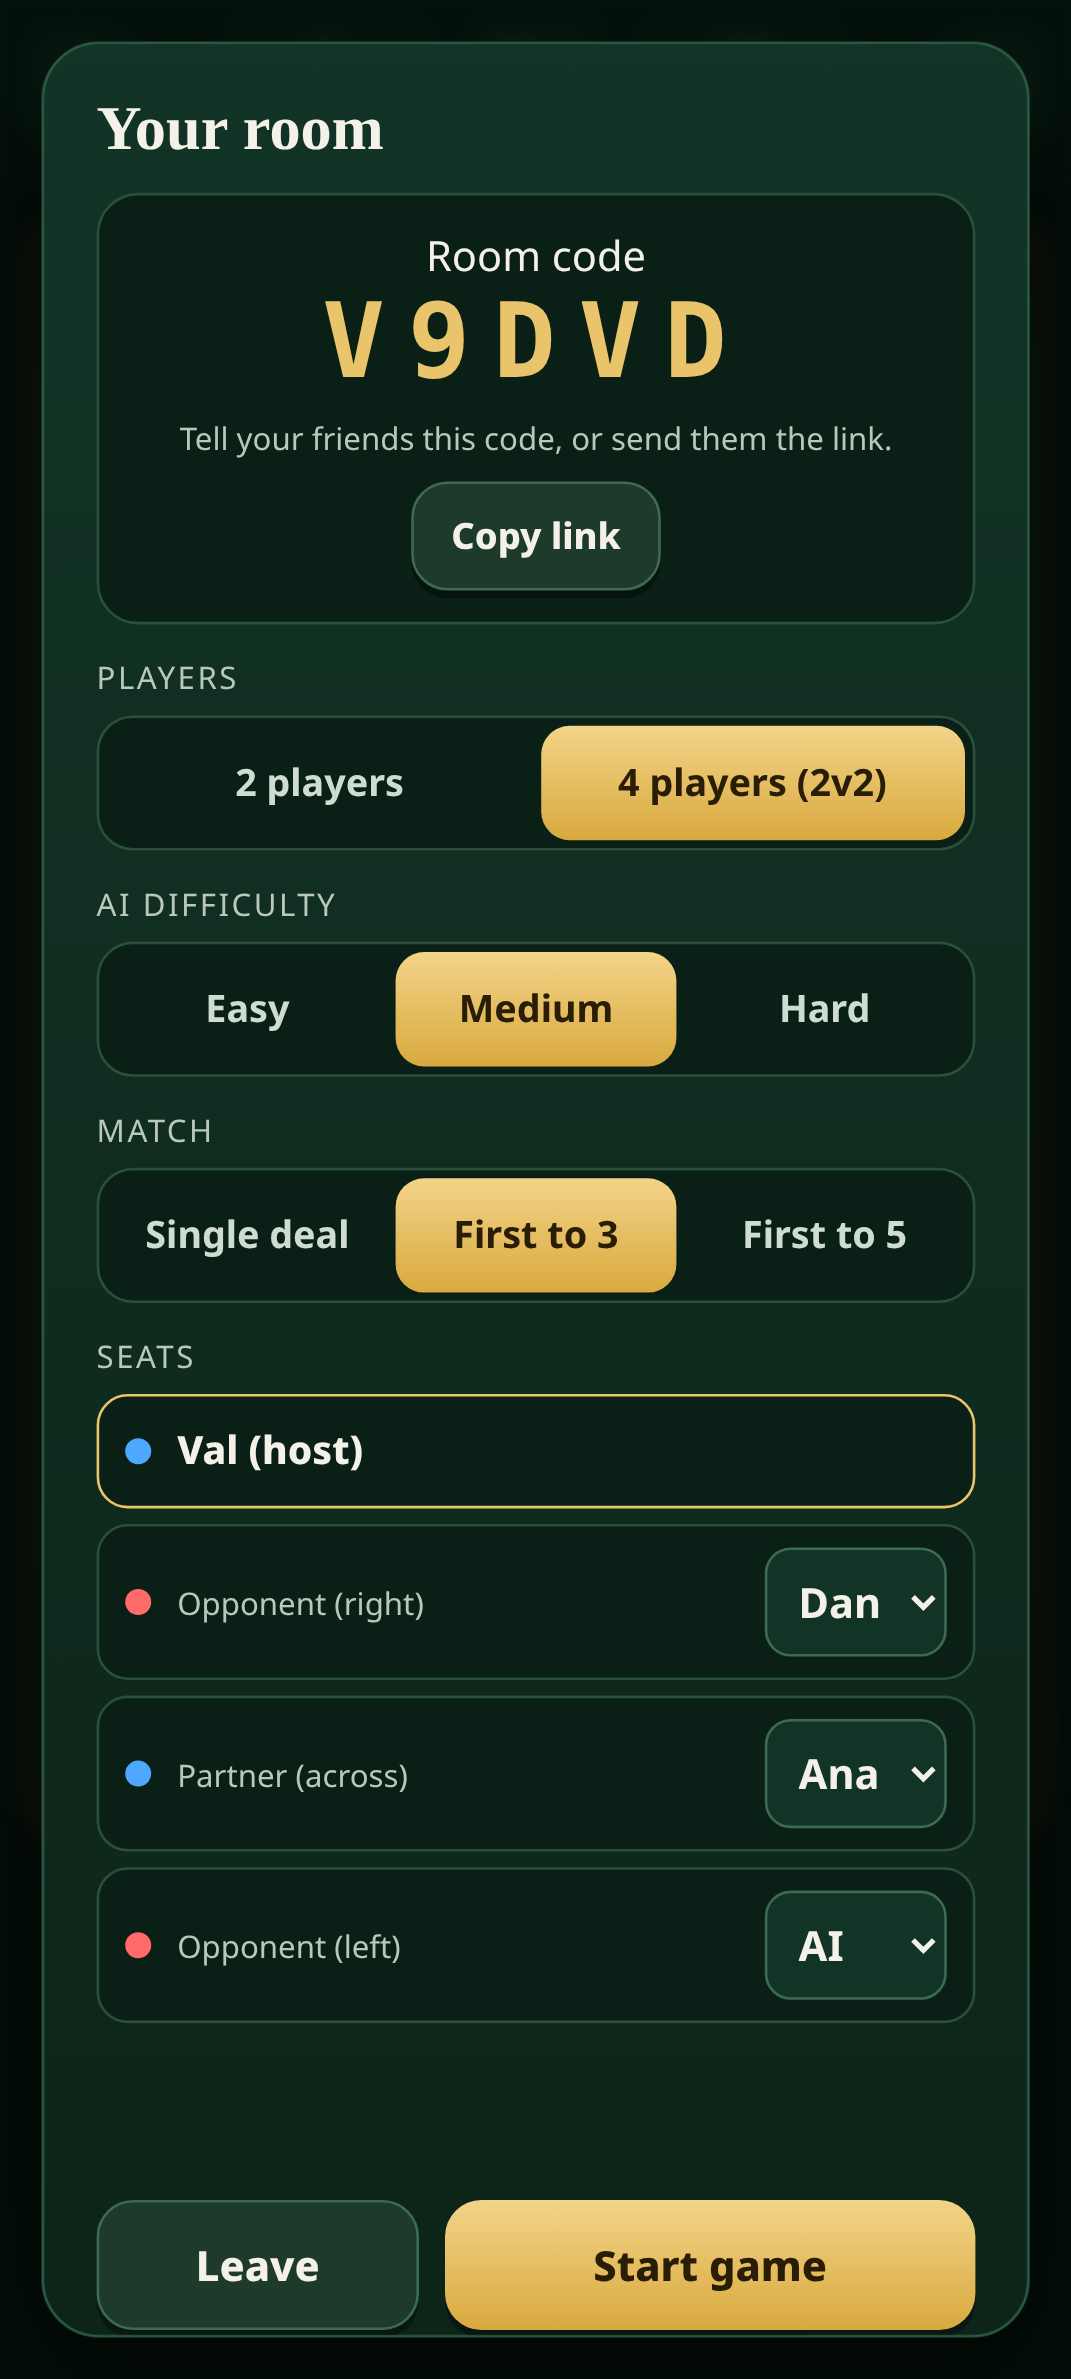 Your room
Room code
V9DVD
Tell your friends this code, or send them the link.
Copy link
PLAYERS
2 players
4 players (2v2)
AI DIFFICULTY
Easy
Medium
Hard
MATCH
Single deal
First to 3
First to 5
SEATS
Val (host)
Opponent (right)
Dan
Partner (across)
Ana
Opponent (left)
AI
Leave
Start game